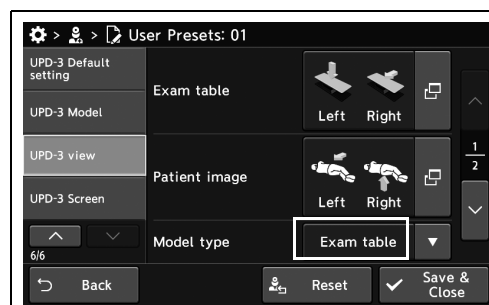 > > User Presets: 01
UPD-3 Default
setting
UPD-3 Model
UPD-3 view
UPD-3 Screen
6/6
Exam table
Left Right
Patient image
Left Right
Model type
Exam table
1
2
Back
Reset
Save &
Close